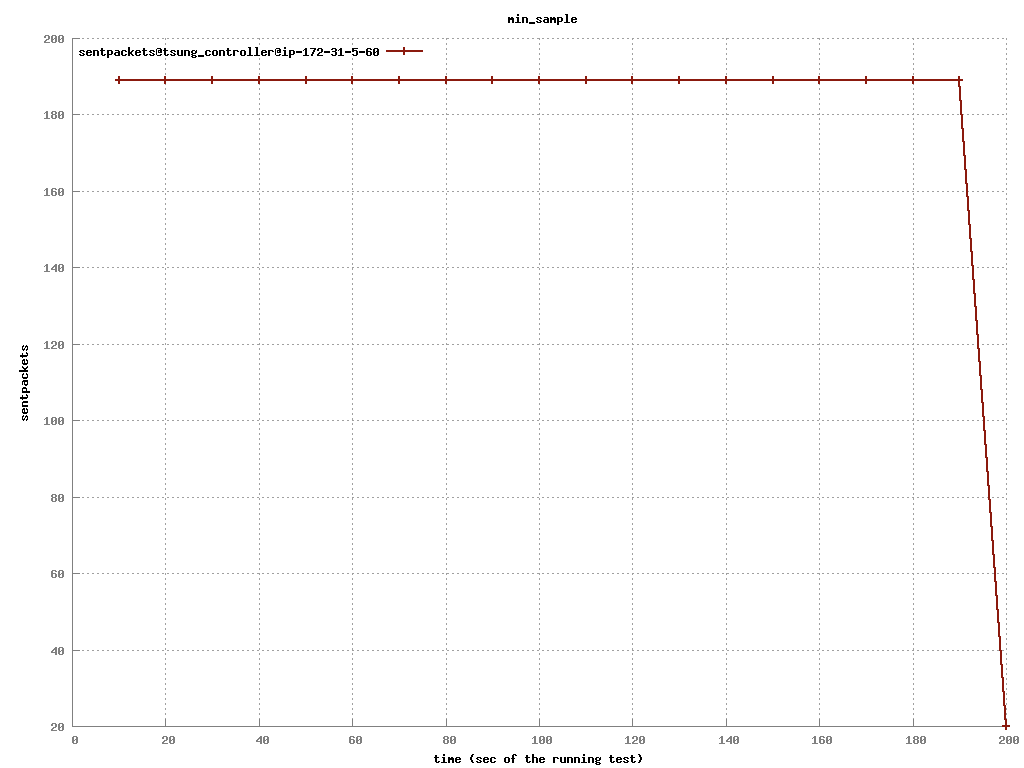 min_sample
sentpackets@tsung_controller@ip-172-31-5-60
200
180
160
140
120
100
80
60
40
20
sentpackets
0 20 40 60 80 100 120 140 160 180 200
time (sec of the running test)